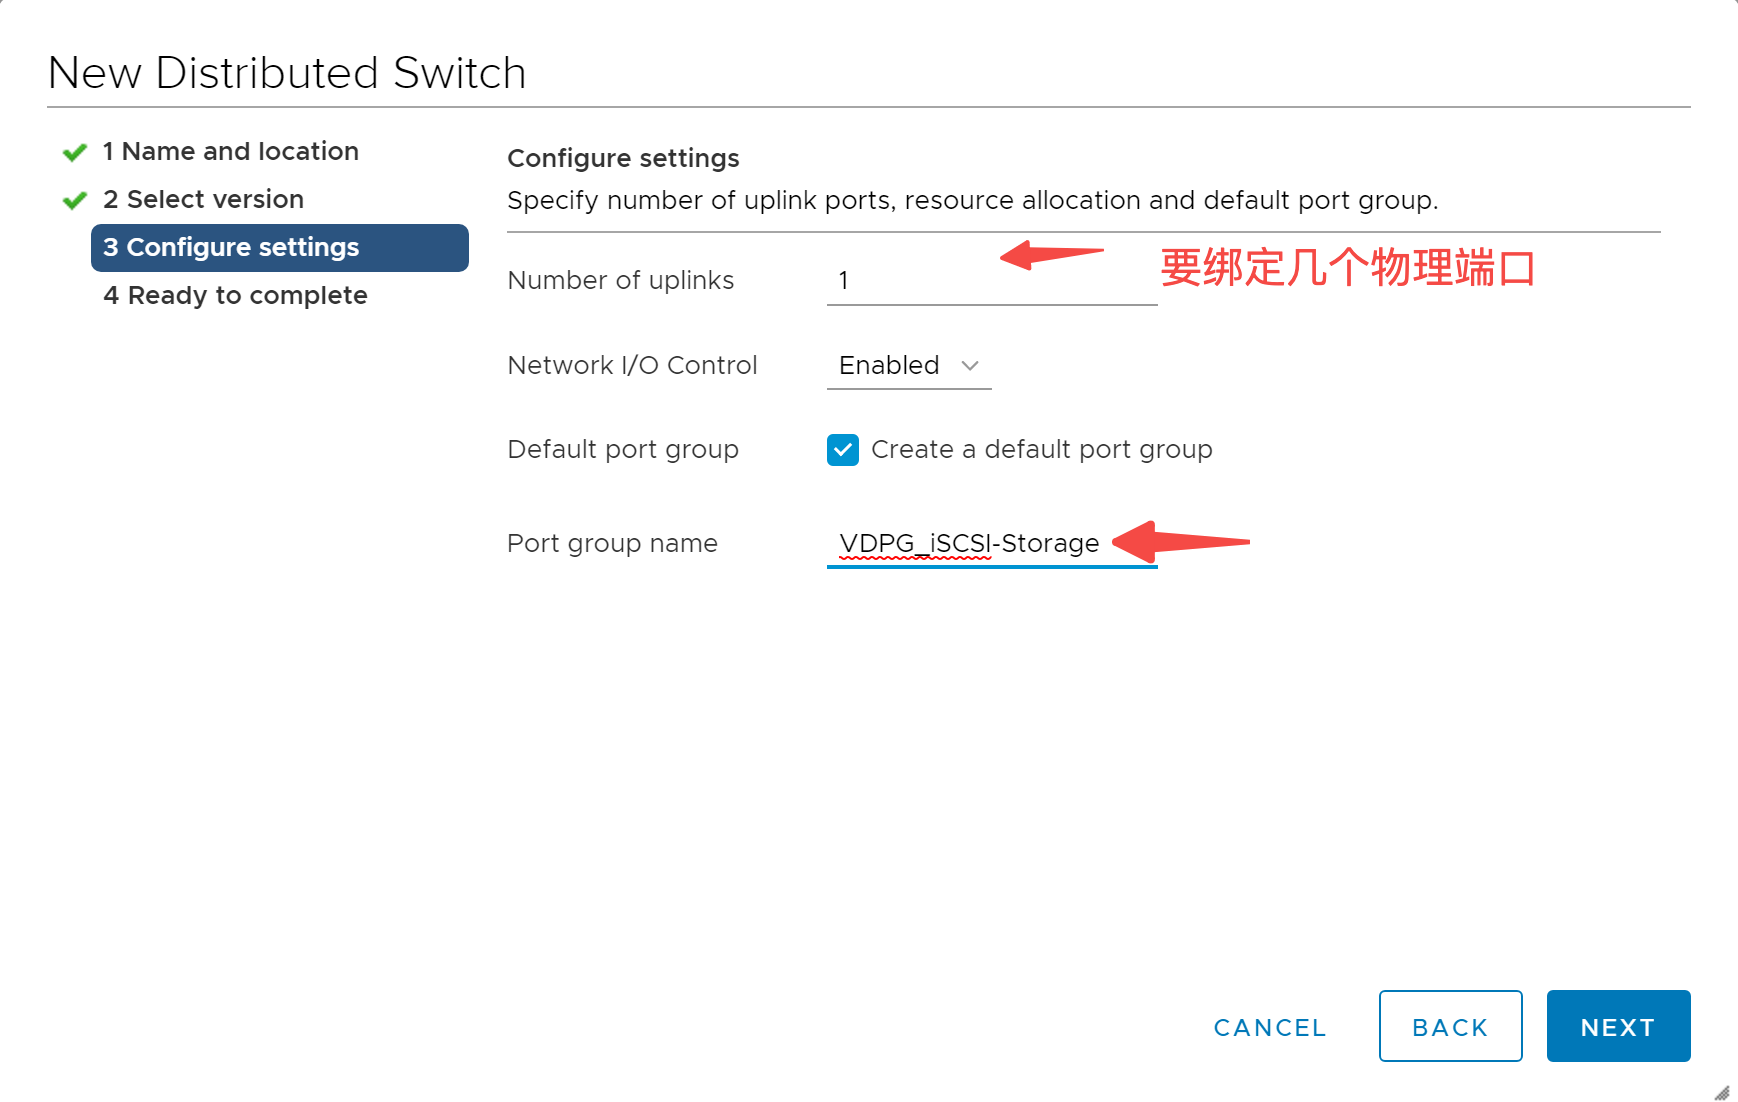 New Distributed Switch
1 Name and location
2 Select version
3 Configure settings
4 Ready to complete
Configure settings
Specify number of uplink ports, resource allocation and default port group.
Number of uplinks
1
要绑定几个物理端口
Network I/O Control
Enabled
Default port group
Create a default port group
Port group name
VDPG_iSCSI-Storage
CANCEL
BACK
NEXT